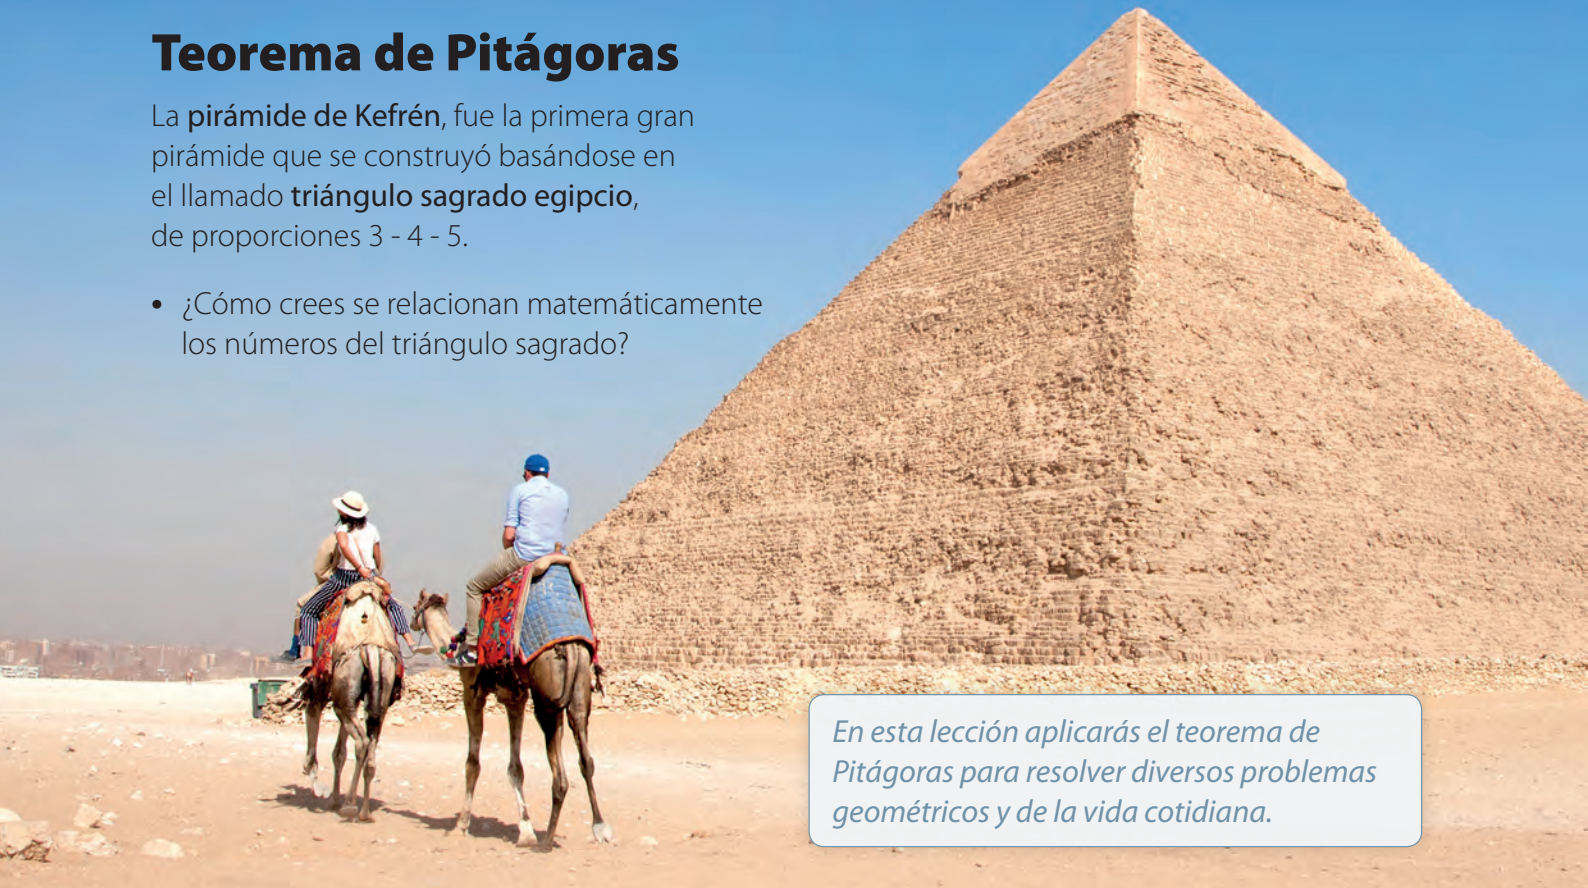 Teorema de Pitágoras
La pirámide de Kefrén, fue la primera gran
pirámide que se construyó basándose en
el llamado triángulo sagrado egipcio,
de proporciones 3 - 4 - 5.
• ¿Cómo crees se relacionan matemáticamente
los números del triángulo sagrado?
En esta lección aplicarás el teorema de
Pitágoras para resolver diversos problemas
geométricos y de la vida cotidiana.